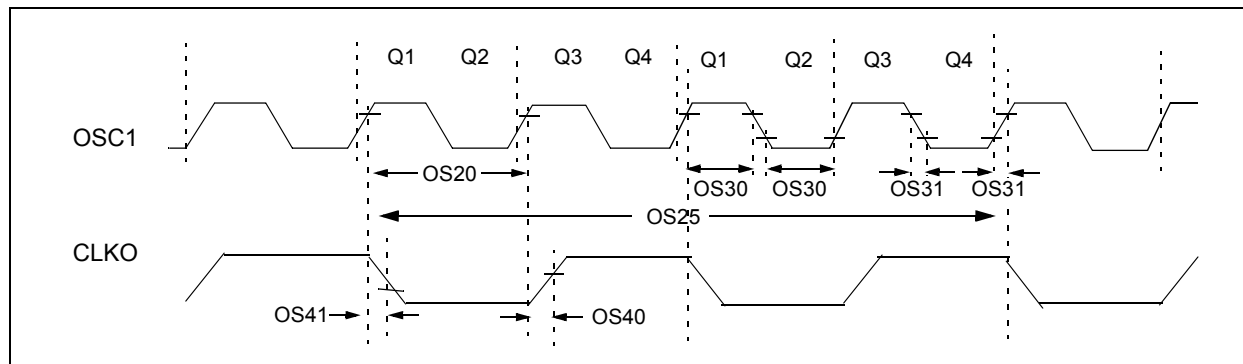 Q1 Q2 Q3 Q4 Q1 Q2 Q3 Q4
OSC1
OS20 OS30 OS30 OS31 OS31
OS25
CLKO
OS41 OS40